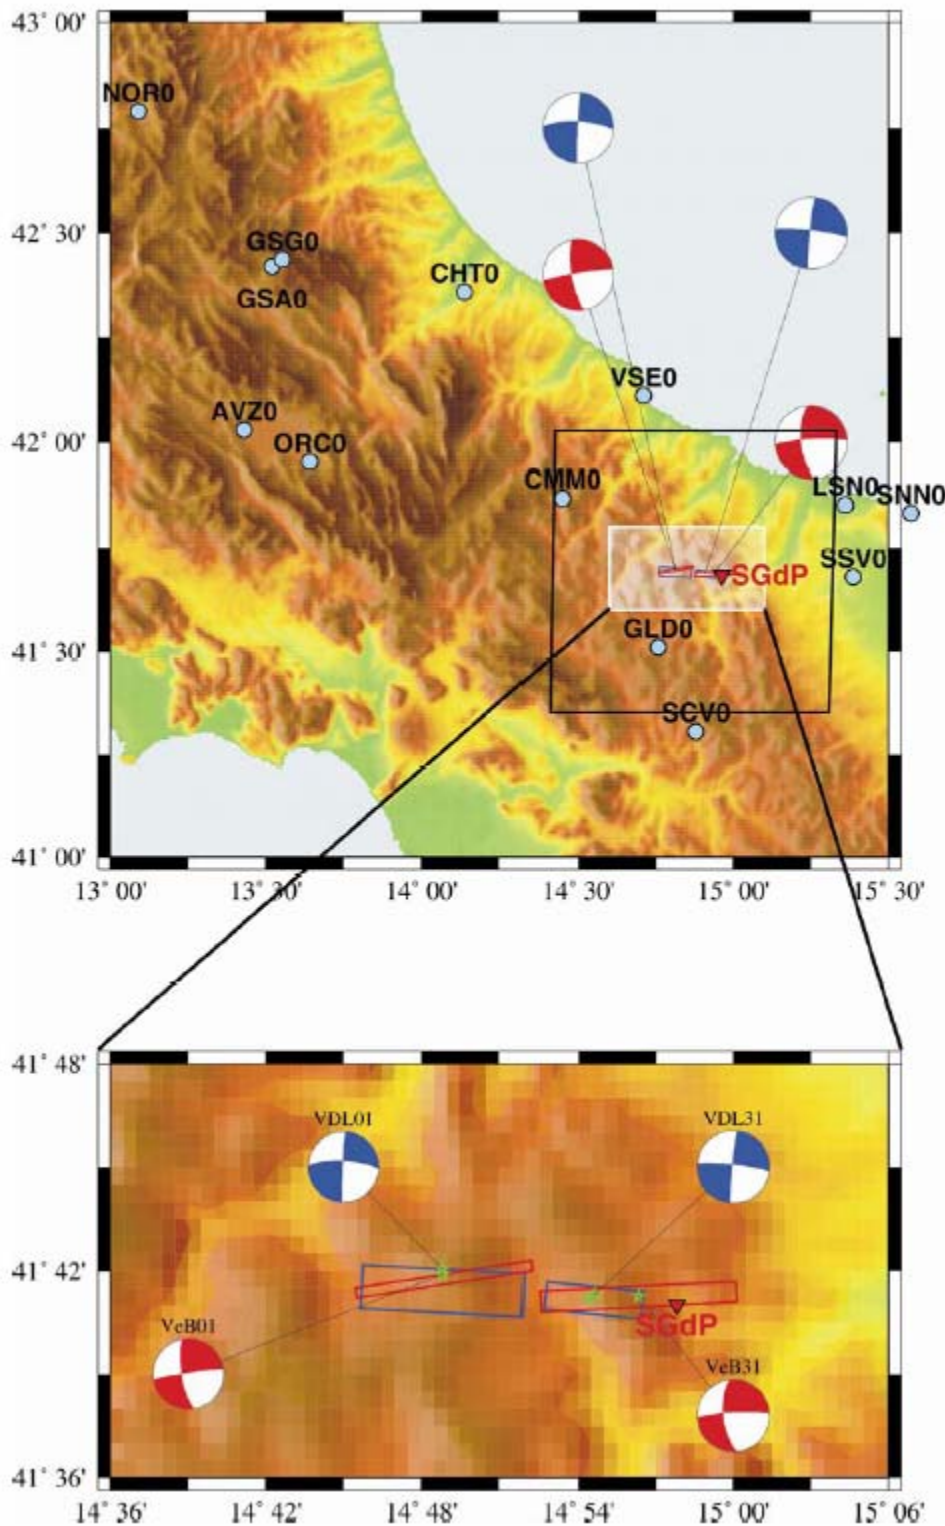 43˚ 00'
NOR0
42˚ 30'
GSG0
GSA0
CHT0
VSE0
AVZ0
ORC0
42˚ 00'
CMM0
LSN0
SNN0
SSV0
SGdP
GLD0
41˚ 30'
SCV0
41˚ 00'
13˚ 00' 13˚ 30' 14˚ 00' 14˚ 30' 15˚ 00' 15˚ 30'
41˚ 48'
VDL01 VDL31
41˚ 42'
SGdP
VeB01
VeB31
41˚ 36'
14˚ 36' 14˚ 42' 14˚ 48' 14˚ 54' 15˚ 00' 15˚ 06'